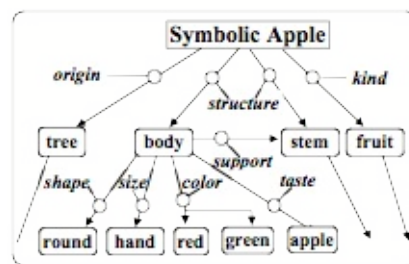 Symbolic Apple
origin
kind
structure
tree body stem fruit
support
shape size color taste
round hand red green apple